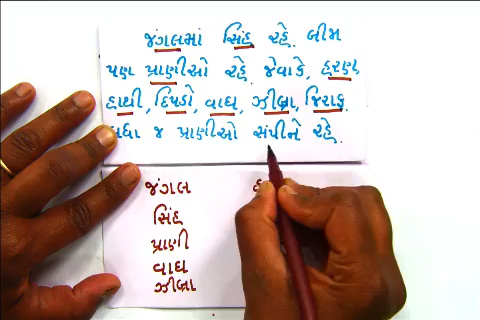 જંગલમાં સિંહ રહે. બીજા
પણ પ્રાણીઓ રહે. જેવાકે, હરણ,
હાથી, દિપડો, વાઘ, ઝીબ્રા, જિરાફ.
બધા જ પ્રાણીઓ સંપીને રહે.
જંગલ
સિંહ
પ્રાણી
વાઘ
ઝીબ્રા